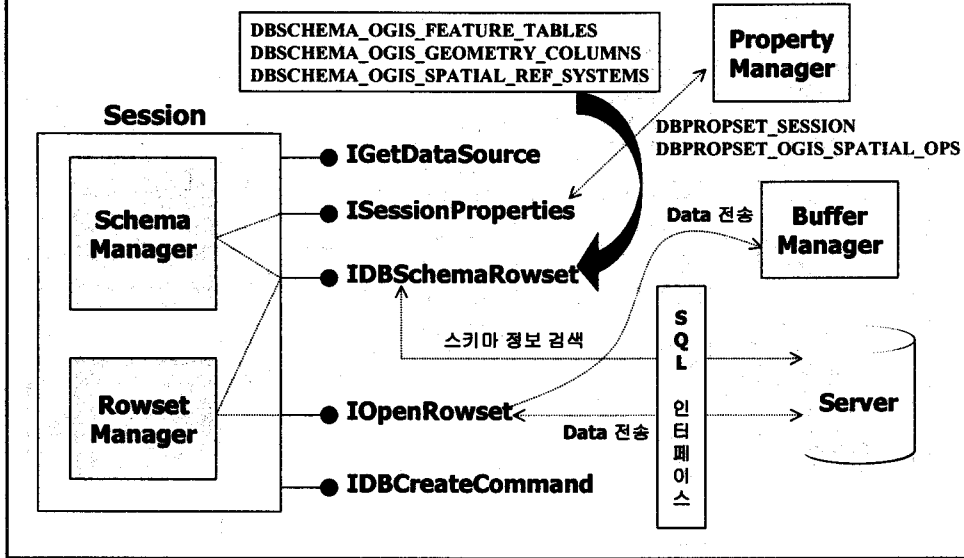 DBSCHEMA_OGIS_FEATURE_TABLES
DBSCHEMA_OGIS_GEOMETRY_COLUMNS
DBSCHEMA_OGIS_SPATIAL_REF_SYSTEMS
Property
Manager
Session
DBPROPSET_SESSION
DBPROPSET_OGIS_SPATIAL_OPS
IGetDataSource
Schema
Manager
ISessionProperties
Data 전송
Buffer
Manager
IDBSchemaRowset
스키마 정보 검색
SQL 인터페이스
Rowset
Manager
IOpenRowset
Data 전송
Server
IDBCreateCommand